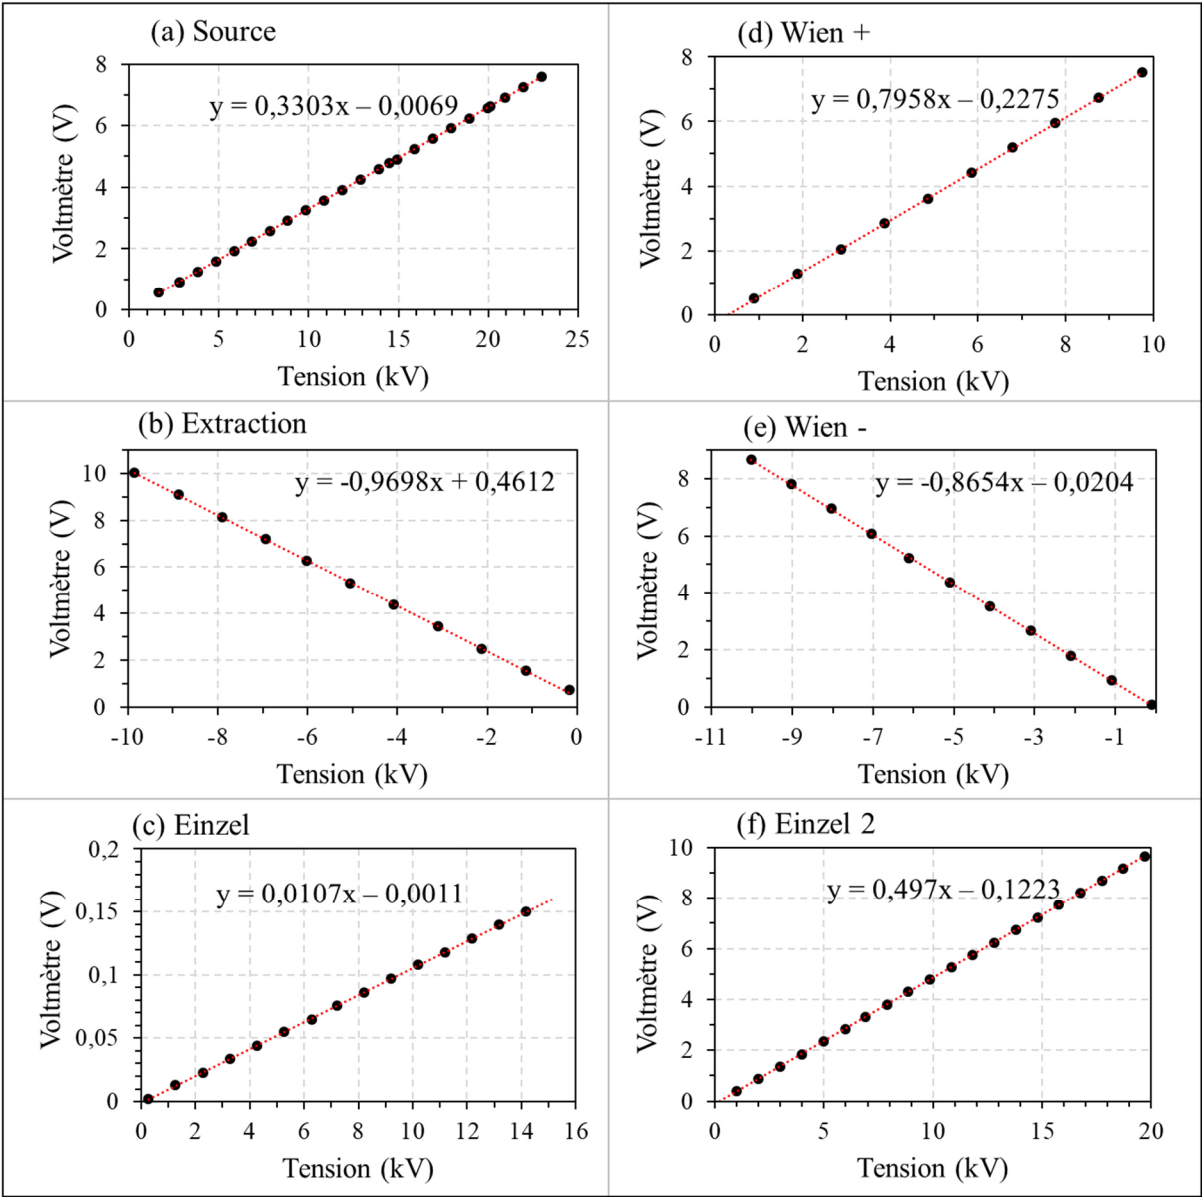 (a) Source
y = 0,3303x – 0,0069
Voltmètre (V)
8
6
4
2
0
0 5 10 15 20 25
Tension (kV)
(d) Wien +
y = 0,7958x – 0,2275
Voltmètre (V)
8
6
4
2
0
0 2 4 6 8 10
Tension (kV)
(b) Extraction
y = -0,9698x + 0,4612
Voltmètre (V)
10
8
6
4
2
0
-10 -8 -6 -4 -2 0
Tension (kV)
(e) Wien -
y = -0,8654x – 0,0204
Voltmètre (V)
8
6
4
2
0
-11 -9 -7 -5 -3 -1
Tension (kV)
(c) Einzel
y = 0,0107x – 0,0011
Voltmètre (V)
0,2
0,15
0,1
0,05
0
0 2 4 6 8 10 12 14 16
Tension (kV)
(f) Einzel 2
y = 0,497x – 0,1223
Voltmètre (V)
10
8
6
4
2
0
0 5 10 15 20
Tension (kV)